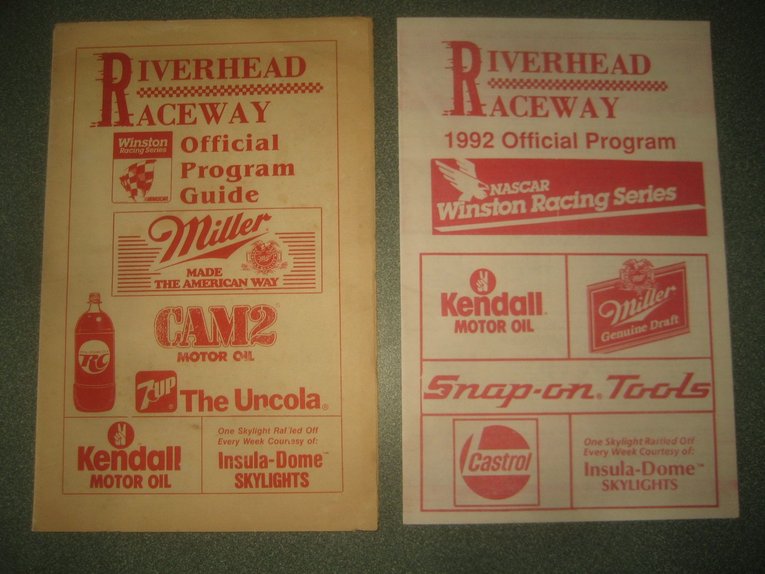 RIVERHEAD
RACEWAY
Winston
Racing Series
NASCAR
Official
Program
Guide
Miller
MADE
THE AMERICAN WAY
CAM2
MOTOR OIL
RC
7up
The Uncola®
Kendall
MOTOR OIL
One Skylight Raffled Off
Every Week Courtesy of:
Insula-Dome™
SKYLIGHTS
RIVERHEAD
RACEWAY
1992 Official Program
NASCAR
Winston Racing Series
Kendall®
MOTOR OIL
Miller
Genuine Draft
Snap-on® Tools
Castrol
One Skylight Raffled Off
Every Week Courtesy of:
Insula-Dome™
SKYLIGHTS